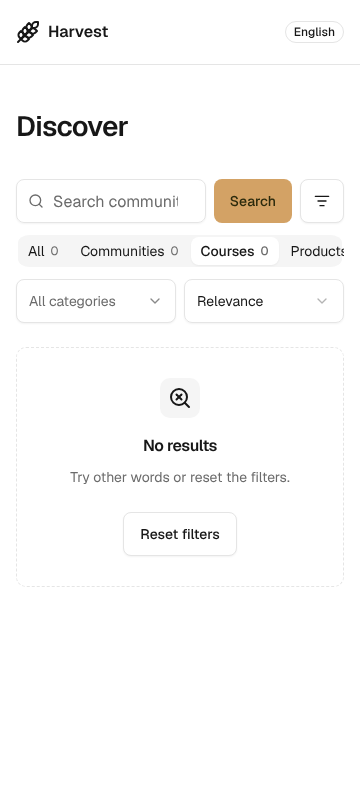 Harvest
English
Discover
Search communit
Search
All 0
Communities 0
Courses 0
Products
All categories
Relevance
No results
Try other words or reset the filters.
Reset filters